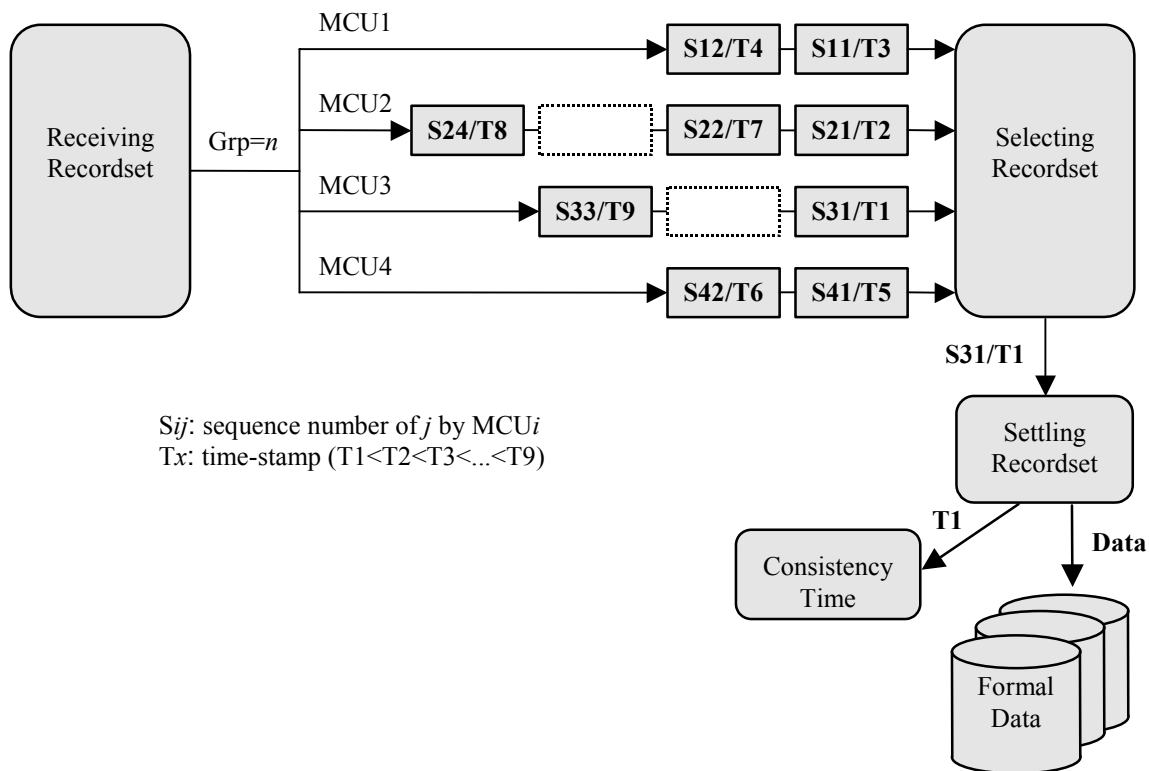 MCU1
S12/T4
S11/T3
MCU2
Receiving
Recordset
Grp=n
S24/T8
S22/T7
S21/T2
Selecting
Recordset
MCU3
S33/T9
S31/T1
MCU4
S42/T6
S41/T5
S31/T1
Sij: sequence number of j by MCUi
Tx: time-stamp (T1<T2<T3<...<T9)
Settling
Recordset
T1
Data
Consistency
Time
Formal
Data